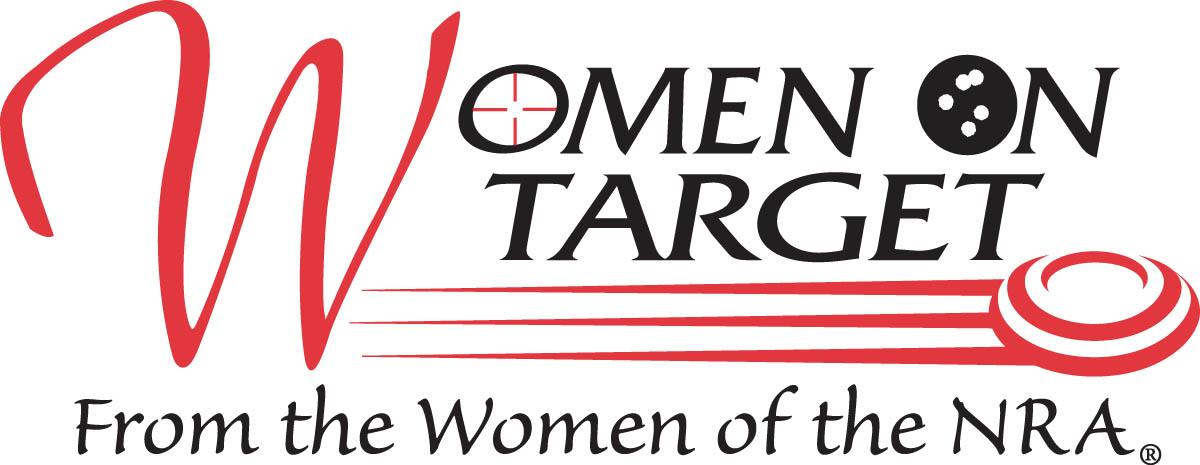 WOMEN ON
TARGET
From the Women of the NRA®